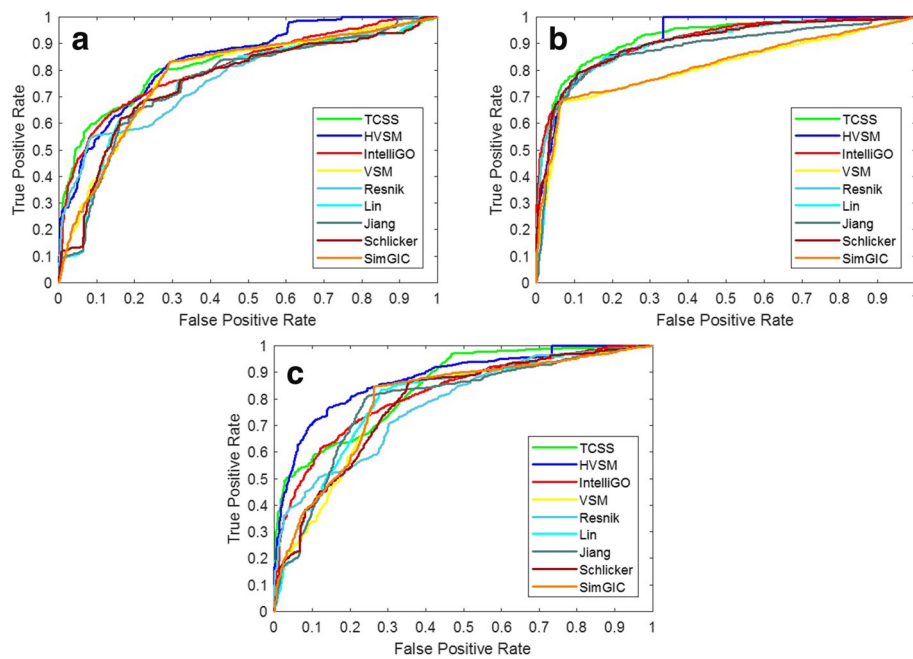 a
1
0.9
0.8
0.7
0.6
0.5
0.4
0.3
0.2
0.1
0
True Positive Rate
0 0.1 0.2 0.3 0.4 0.5 0.6 0.7 0.8 0.9 1
False Positive Rate
TCSS
HVSM
IntelliGO
VSM
Resnik
Lin
Jiang
Schlicker
SimGIC
b
1
0.9
0.8
0.7
0.6
0.5
0.4
0.3
0.2
0.1
0
True Positive Rate
0 0.1 0.2 0.3 0.4 0.5 0.6 0.7 0.8 0.9 1
False Positive Rate
TCSS
HVSM
IntelliGO
VSM
Resnik
Lin
Jiang
Schlicker
SimGIC
c
1
0.9
0.8
0.7
0.6
0.5
0.4
0.3
0.2
0.1
0
True Positive Rate
0 0.1 0.2 0.3 0.4 0.5 0.6 0.7 0.8 0.9 1
False Positive Rate
TCSS
HVSM
IntelliGO
VSM
Resnik
Lin
Jiang
Schlicker
SimGIC